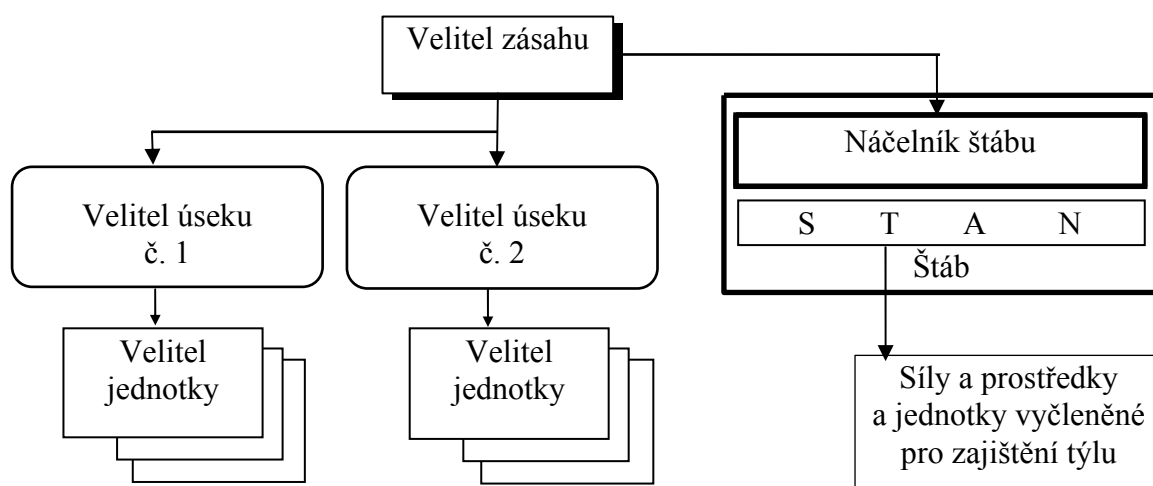 Velitel zásahu
Náčelník štábu
S T A N
Štáb
Velitel úseku
č. 1
Velitel úseku
č. 2
Velitel
jednotky
Velitel
jednotky
Síly a prostředky
a jednotky vyčleněné
pro zajištění týlu